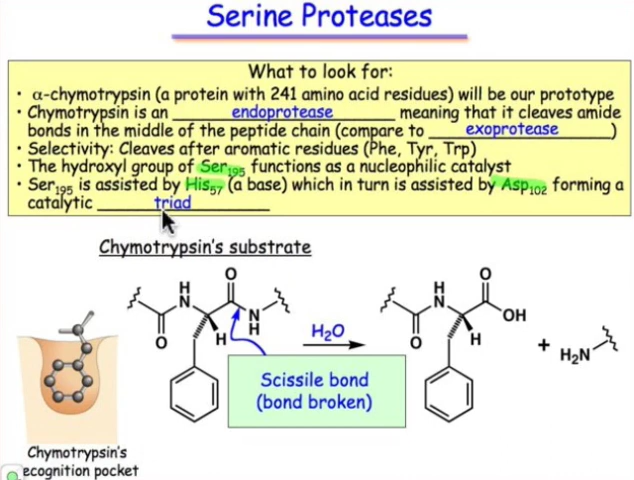 Serine Proteases
What to look for:
• α-chymotrypsin (a protein with 241 amino acid residues) will be our prototype
• Chymotrypsin is an endoprotease meaning that it cleaves amide
bonds in the middle of the peptide chain (compare to exoprotease)
• Selectivity: Cleaves after aromatic residues (Phe, Tyr, Trp)
• The hydroxyl group of Ser195 functions as a nucleophilic catalyst
• Ser195 is assisted by His57 (a base) which in turn is assisted by Asp102 forming a
catalytic triad
Chymotrypsin's substrate
O
H
N
O
H
N
H
H2O
Scissile bond
(bond broken)
O
H
N
O
H
OH
+
H2N
Chymotrypsin's
ecognition pocket